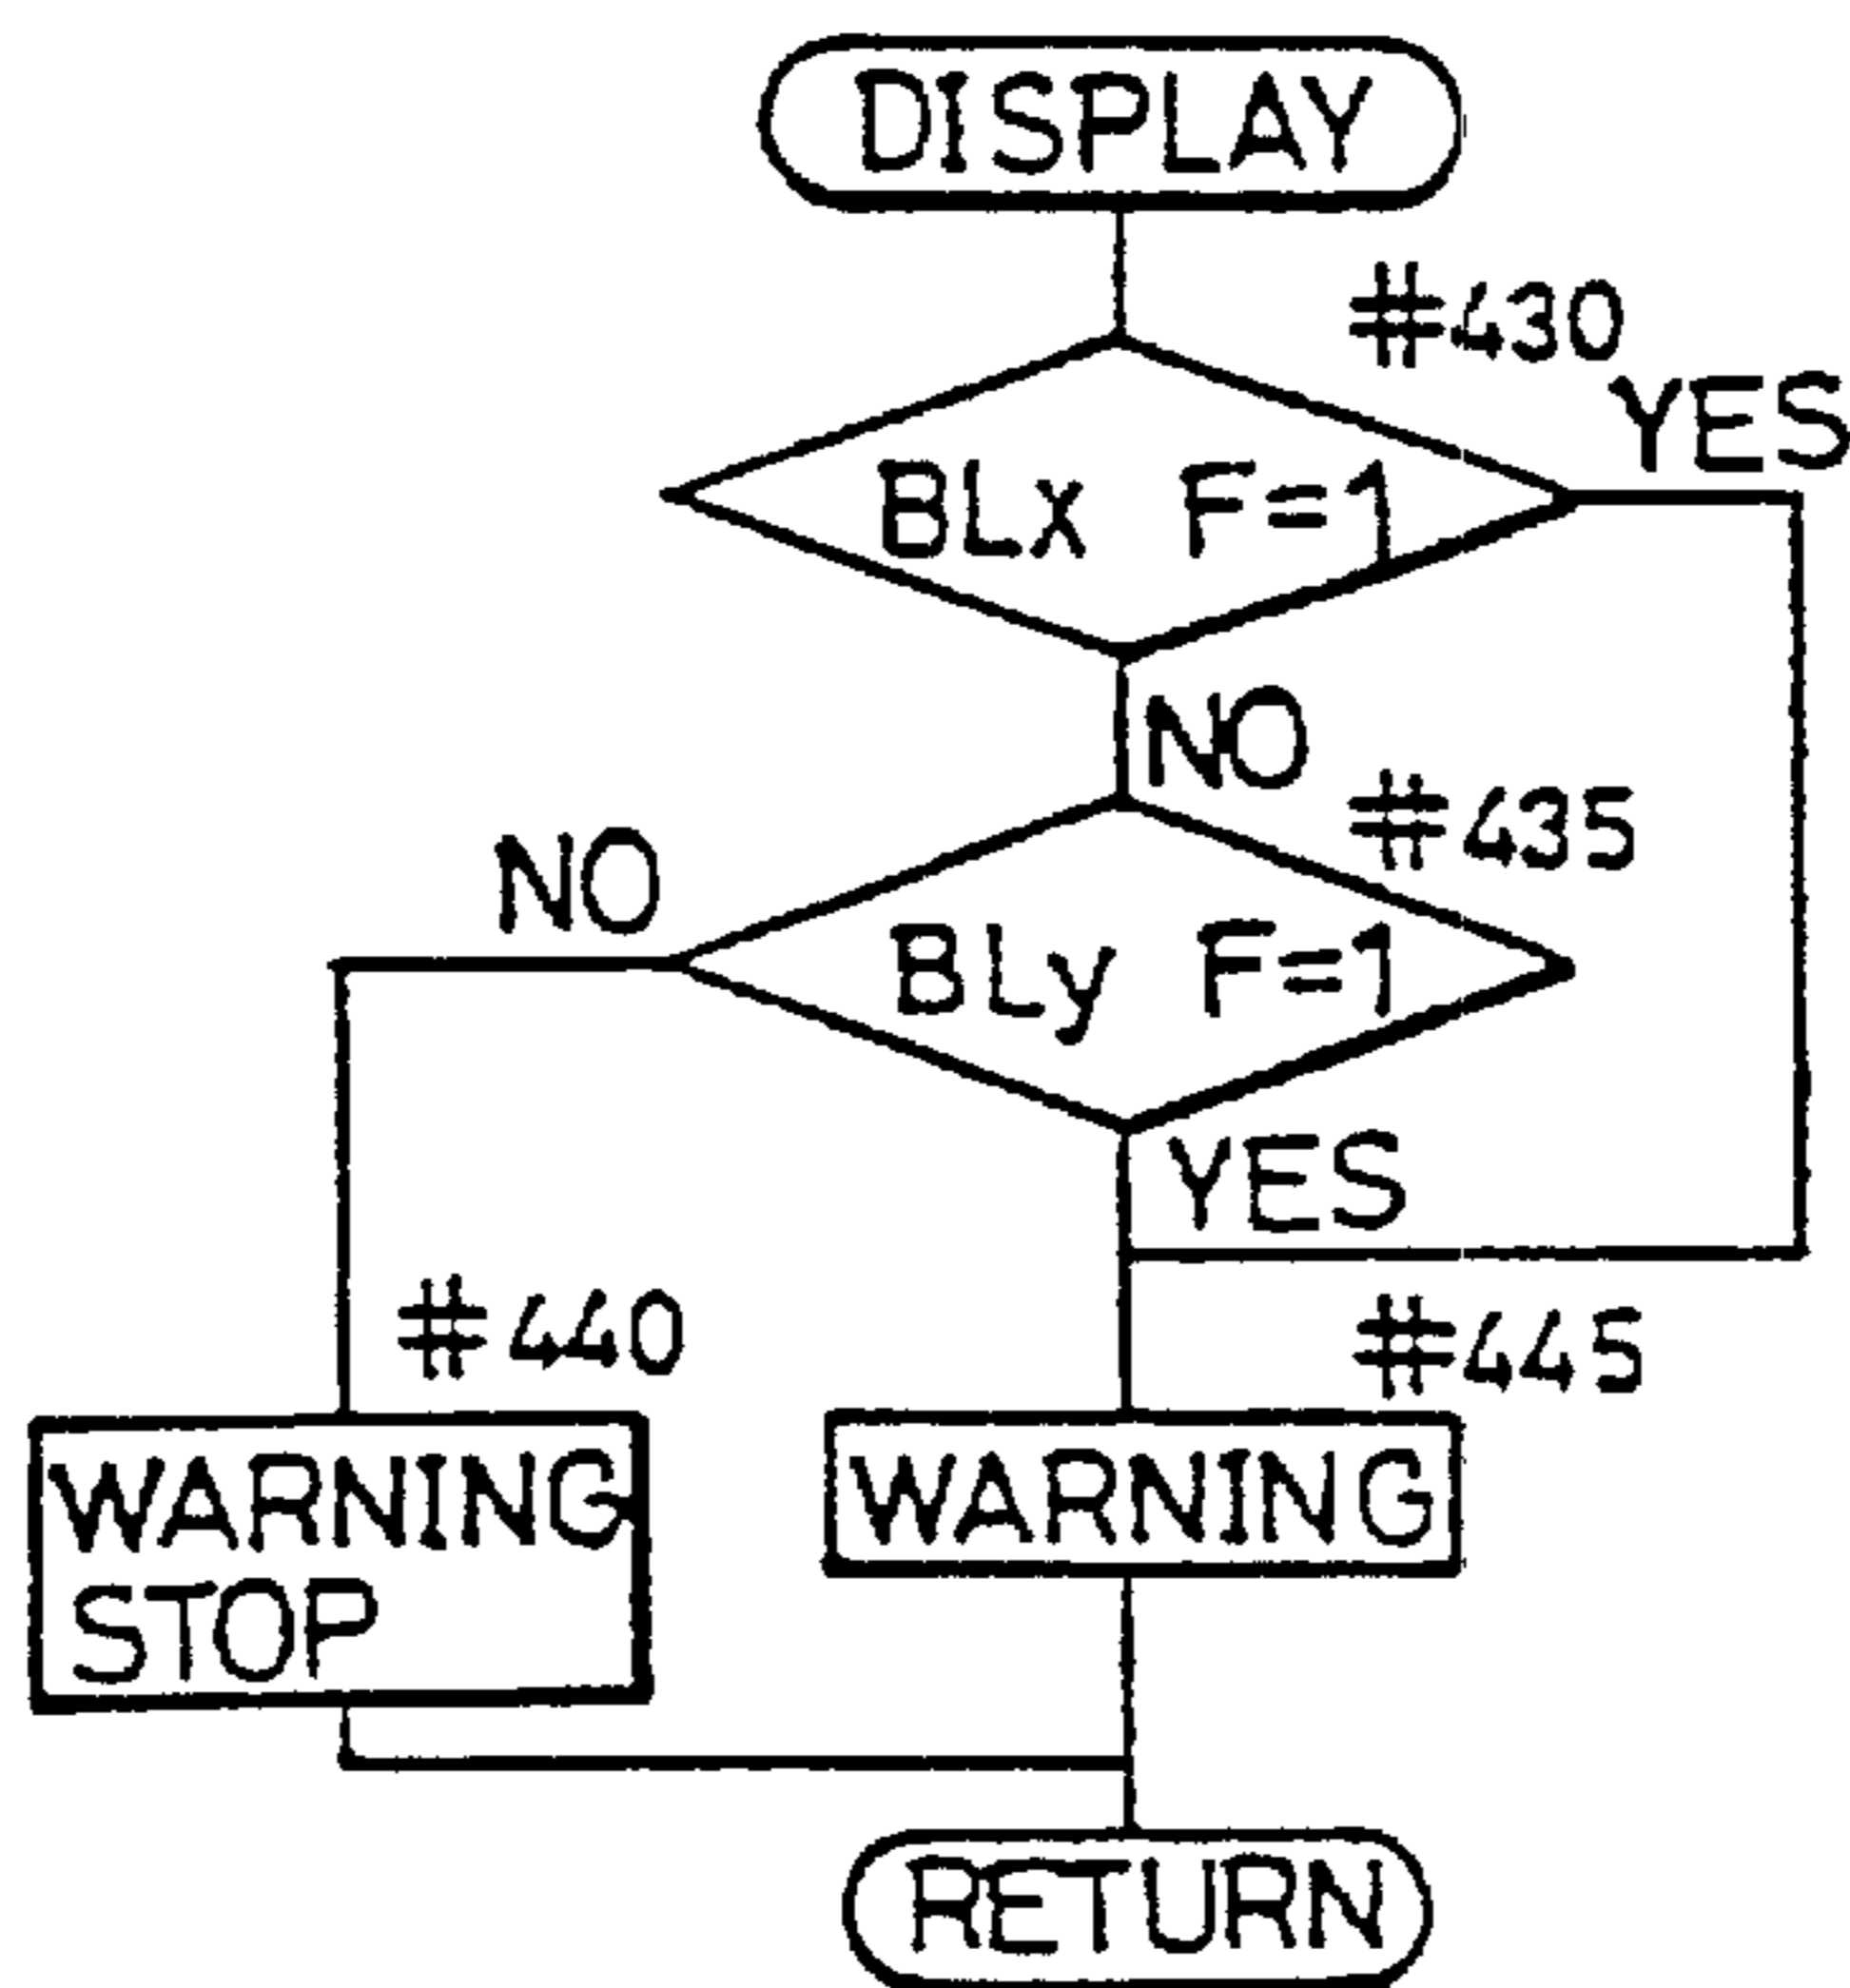 DISPLAY
#430
YES
BLx F=1
NO
#435
NO
BLy F=1
YES
#440
#445
WARNING
STOP
WARNING
RETURN